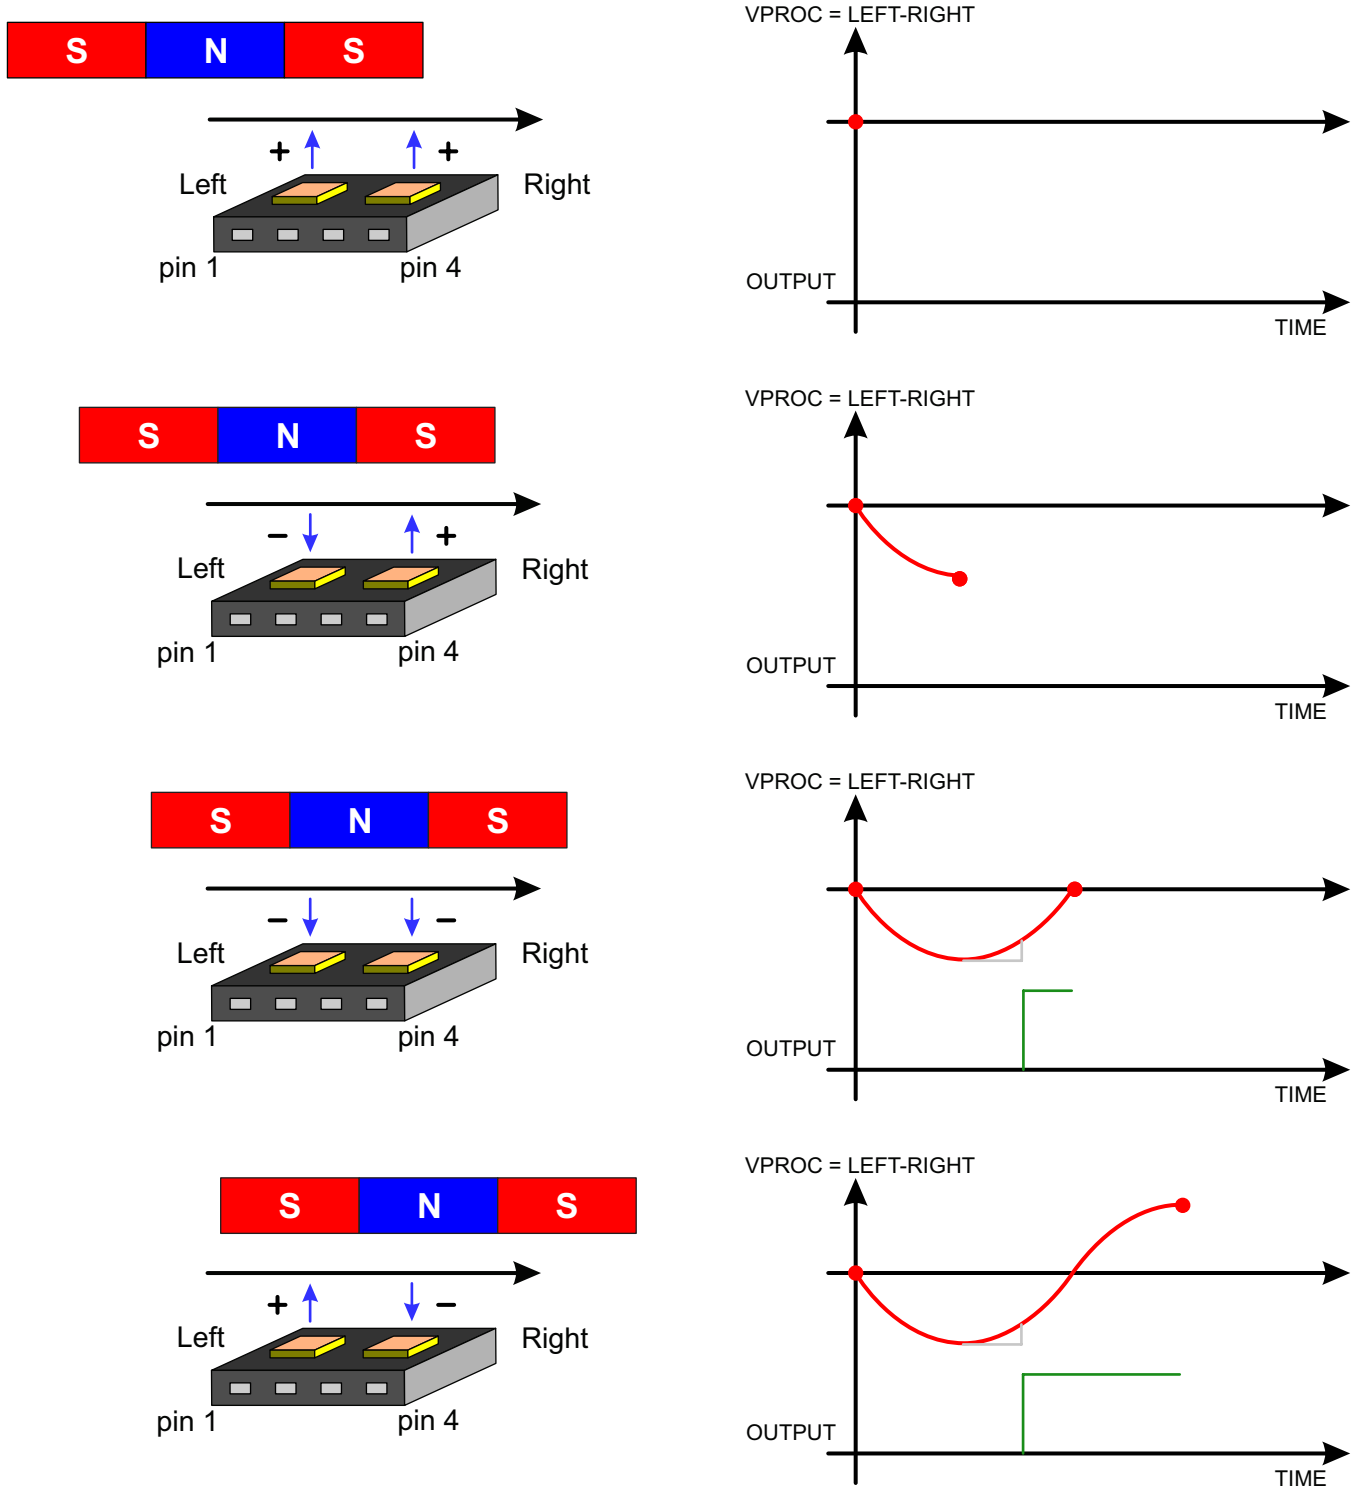 VPROC = LEFT-RIGHT
S N S
+ +
Left Right
pin 1 pin 4
OUTPUT
TIME
VPROC = LEFT-RIGHT
S N S
− +
Left Right
pin 1 pin 4
OUTPUT
TIME
VPROC = LEFT-RIGHT
S N S
− −
Left Right
pin 1 pin 4
OUTPUT
TIME
VPROC = LEFT-RIGHT
S N S
+ −
Left Right
pin 1 pin 4
OUTPUT
TIME